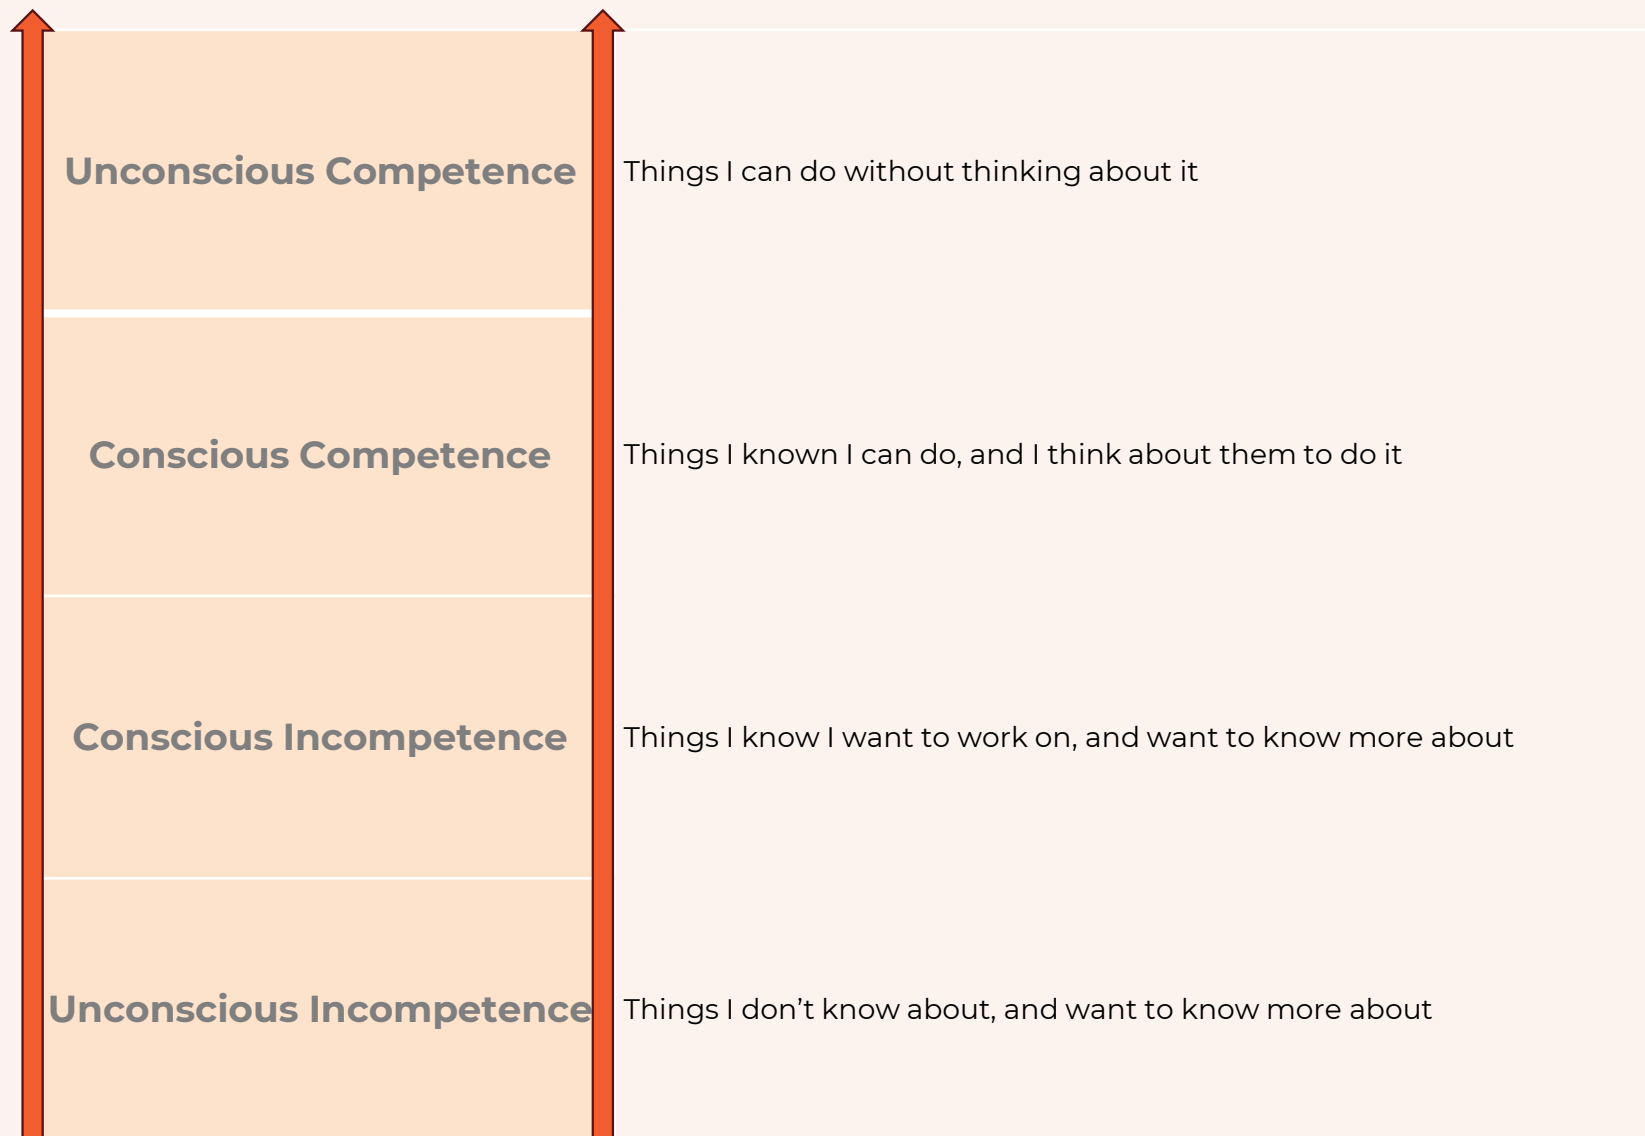 Unconscious Competence
Things I can do without thinking about it
Conscious Competence
Things I known I can do, and I think about them to do it
Conscious Incompetence
Things I know I want to work on, and want to know more about
Unconscious Incompetence
Things I don’t know about, and want to know more about